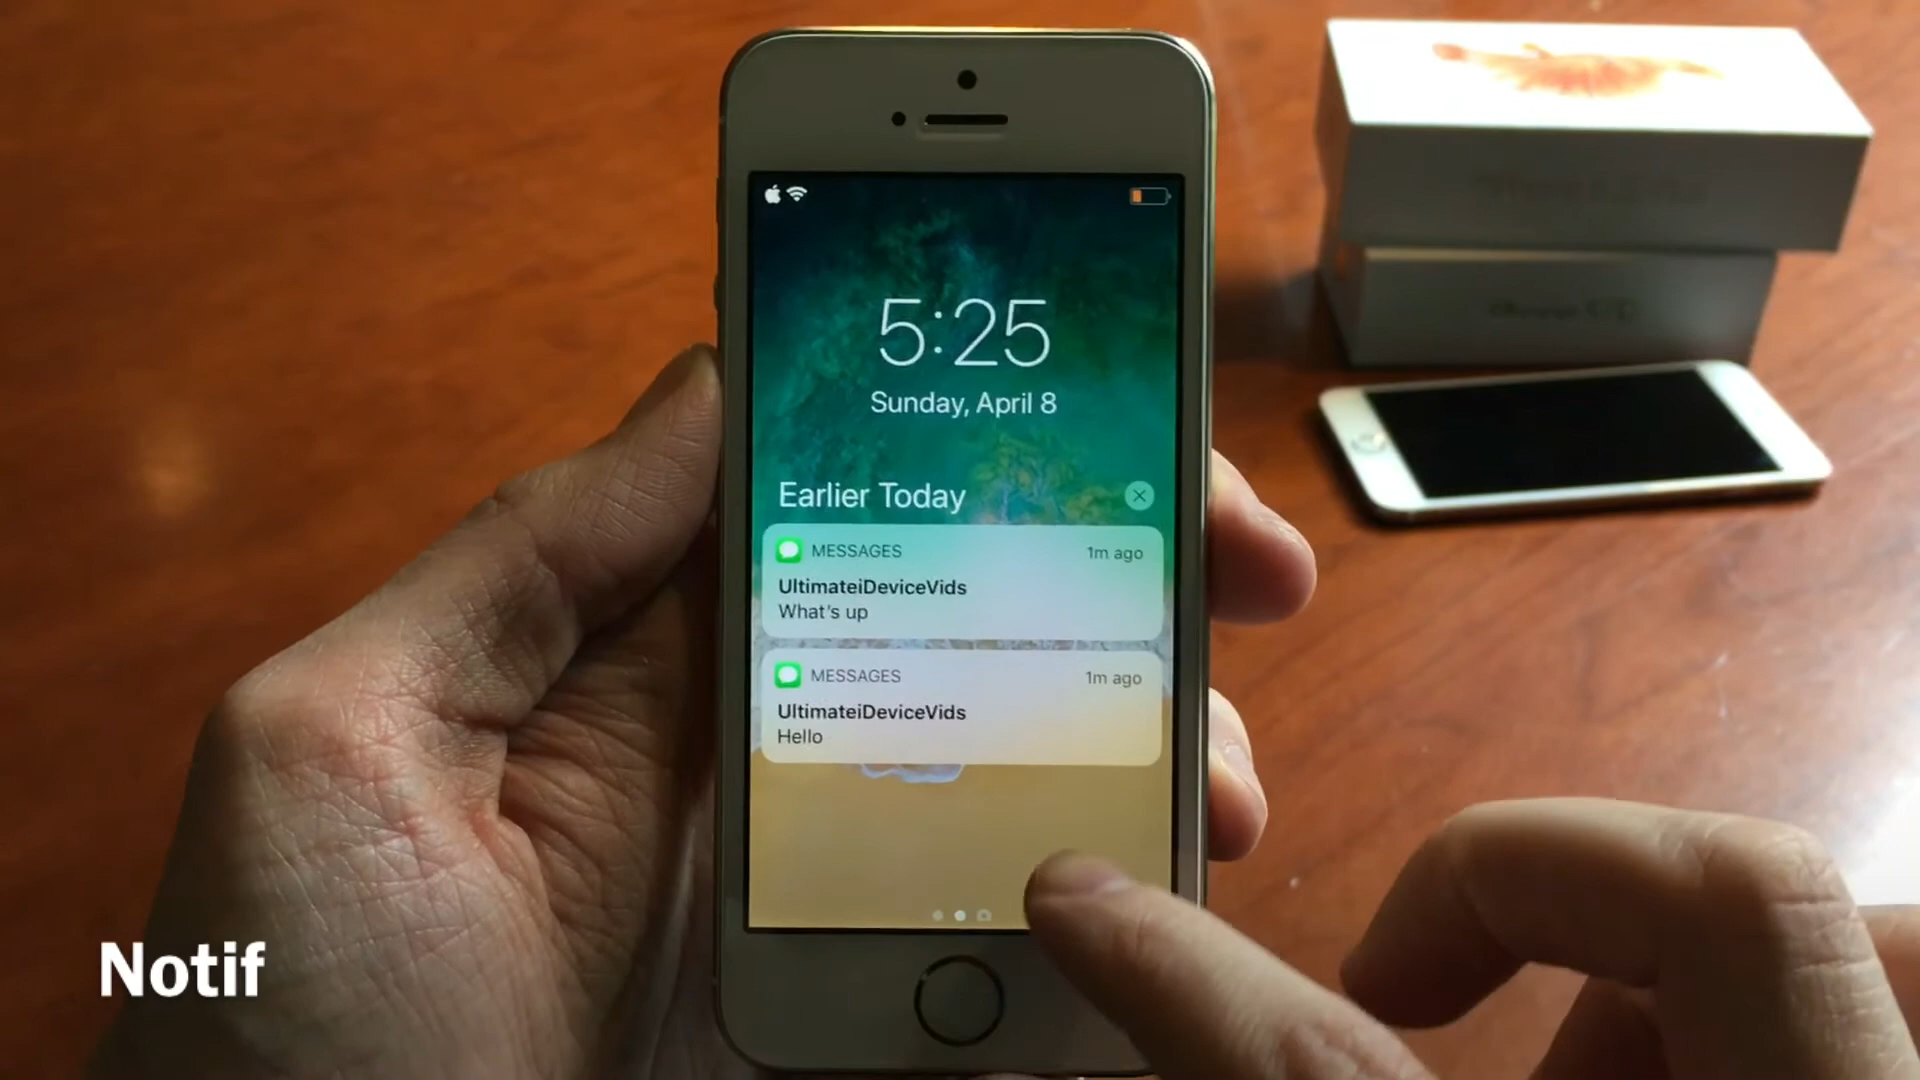 5:25
Sunday, April 8
Earlier Today
MESSAGES 1m ago
UltimateiDeviceVids
What's up
MESSAGES 1m ago
UltimateiDeviceVids
Hello
Notif